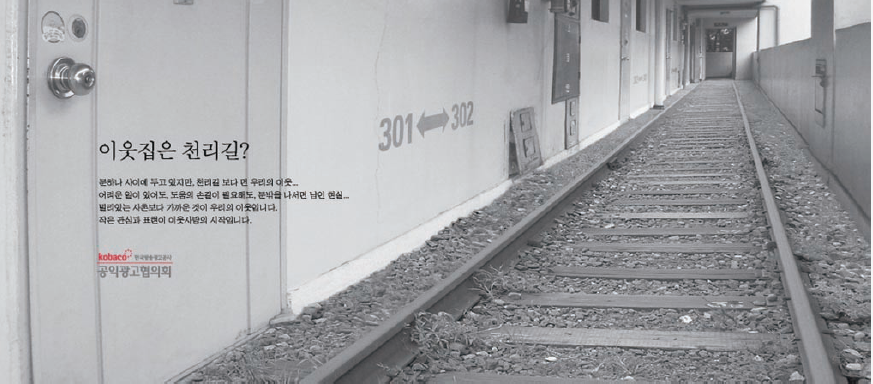 301 ↔ 302
이웃집은 천리길?
문하나 사이에 두고 있지만, 천리길 보다 먼 우리의 이웃...
어려운 일이 있어도, 도움의 손길이 필요해도, 문밖을 나서면 남인 현실...
멀리있는 사촌보다 가까운 것이 우리의 이웃입니다.
작은 관심과 표현이 이웃사랑의 시작입니다.
kobaco 한국방송광고공사
공익광고협의회